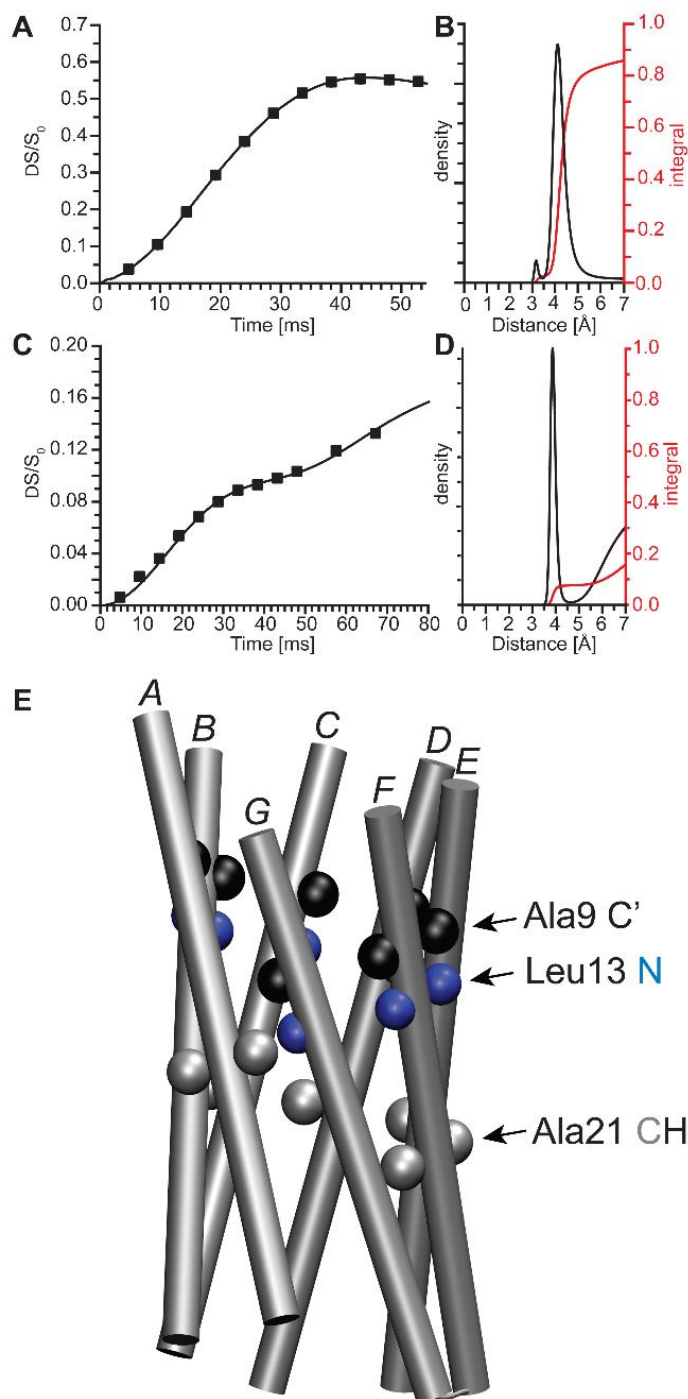 A
DS/S0
0.7
0.6
0.5
0.4
0.3
0.2
0.1
0.0
0 10 20 30 40 50
Time [ms]
B
density
1.0
0.8
0.6
0.4
0.2
0.0
integral
0 1 2 3 4 5 6 7
Distance [Å]
C
DS/S0
0.20
0.16
0.12
0.08
0.04
0.00
0 10 20 30 40 50 60 70 80
Time [ms]
D
density
1.0
0.8
0.6
0.4
0.2
0.0
integral
0 1 2 3 4 5 6 7
Distance [Å]
E
A B C D E F G
Ala9 C’
Leu13 N
Ala21 CH